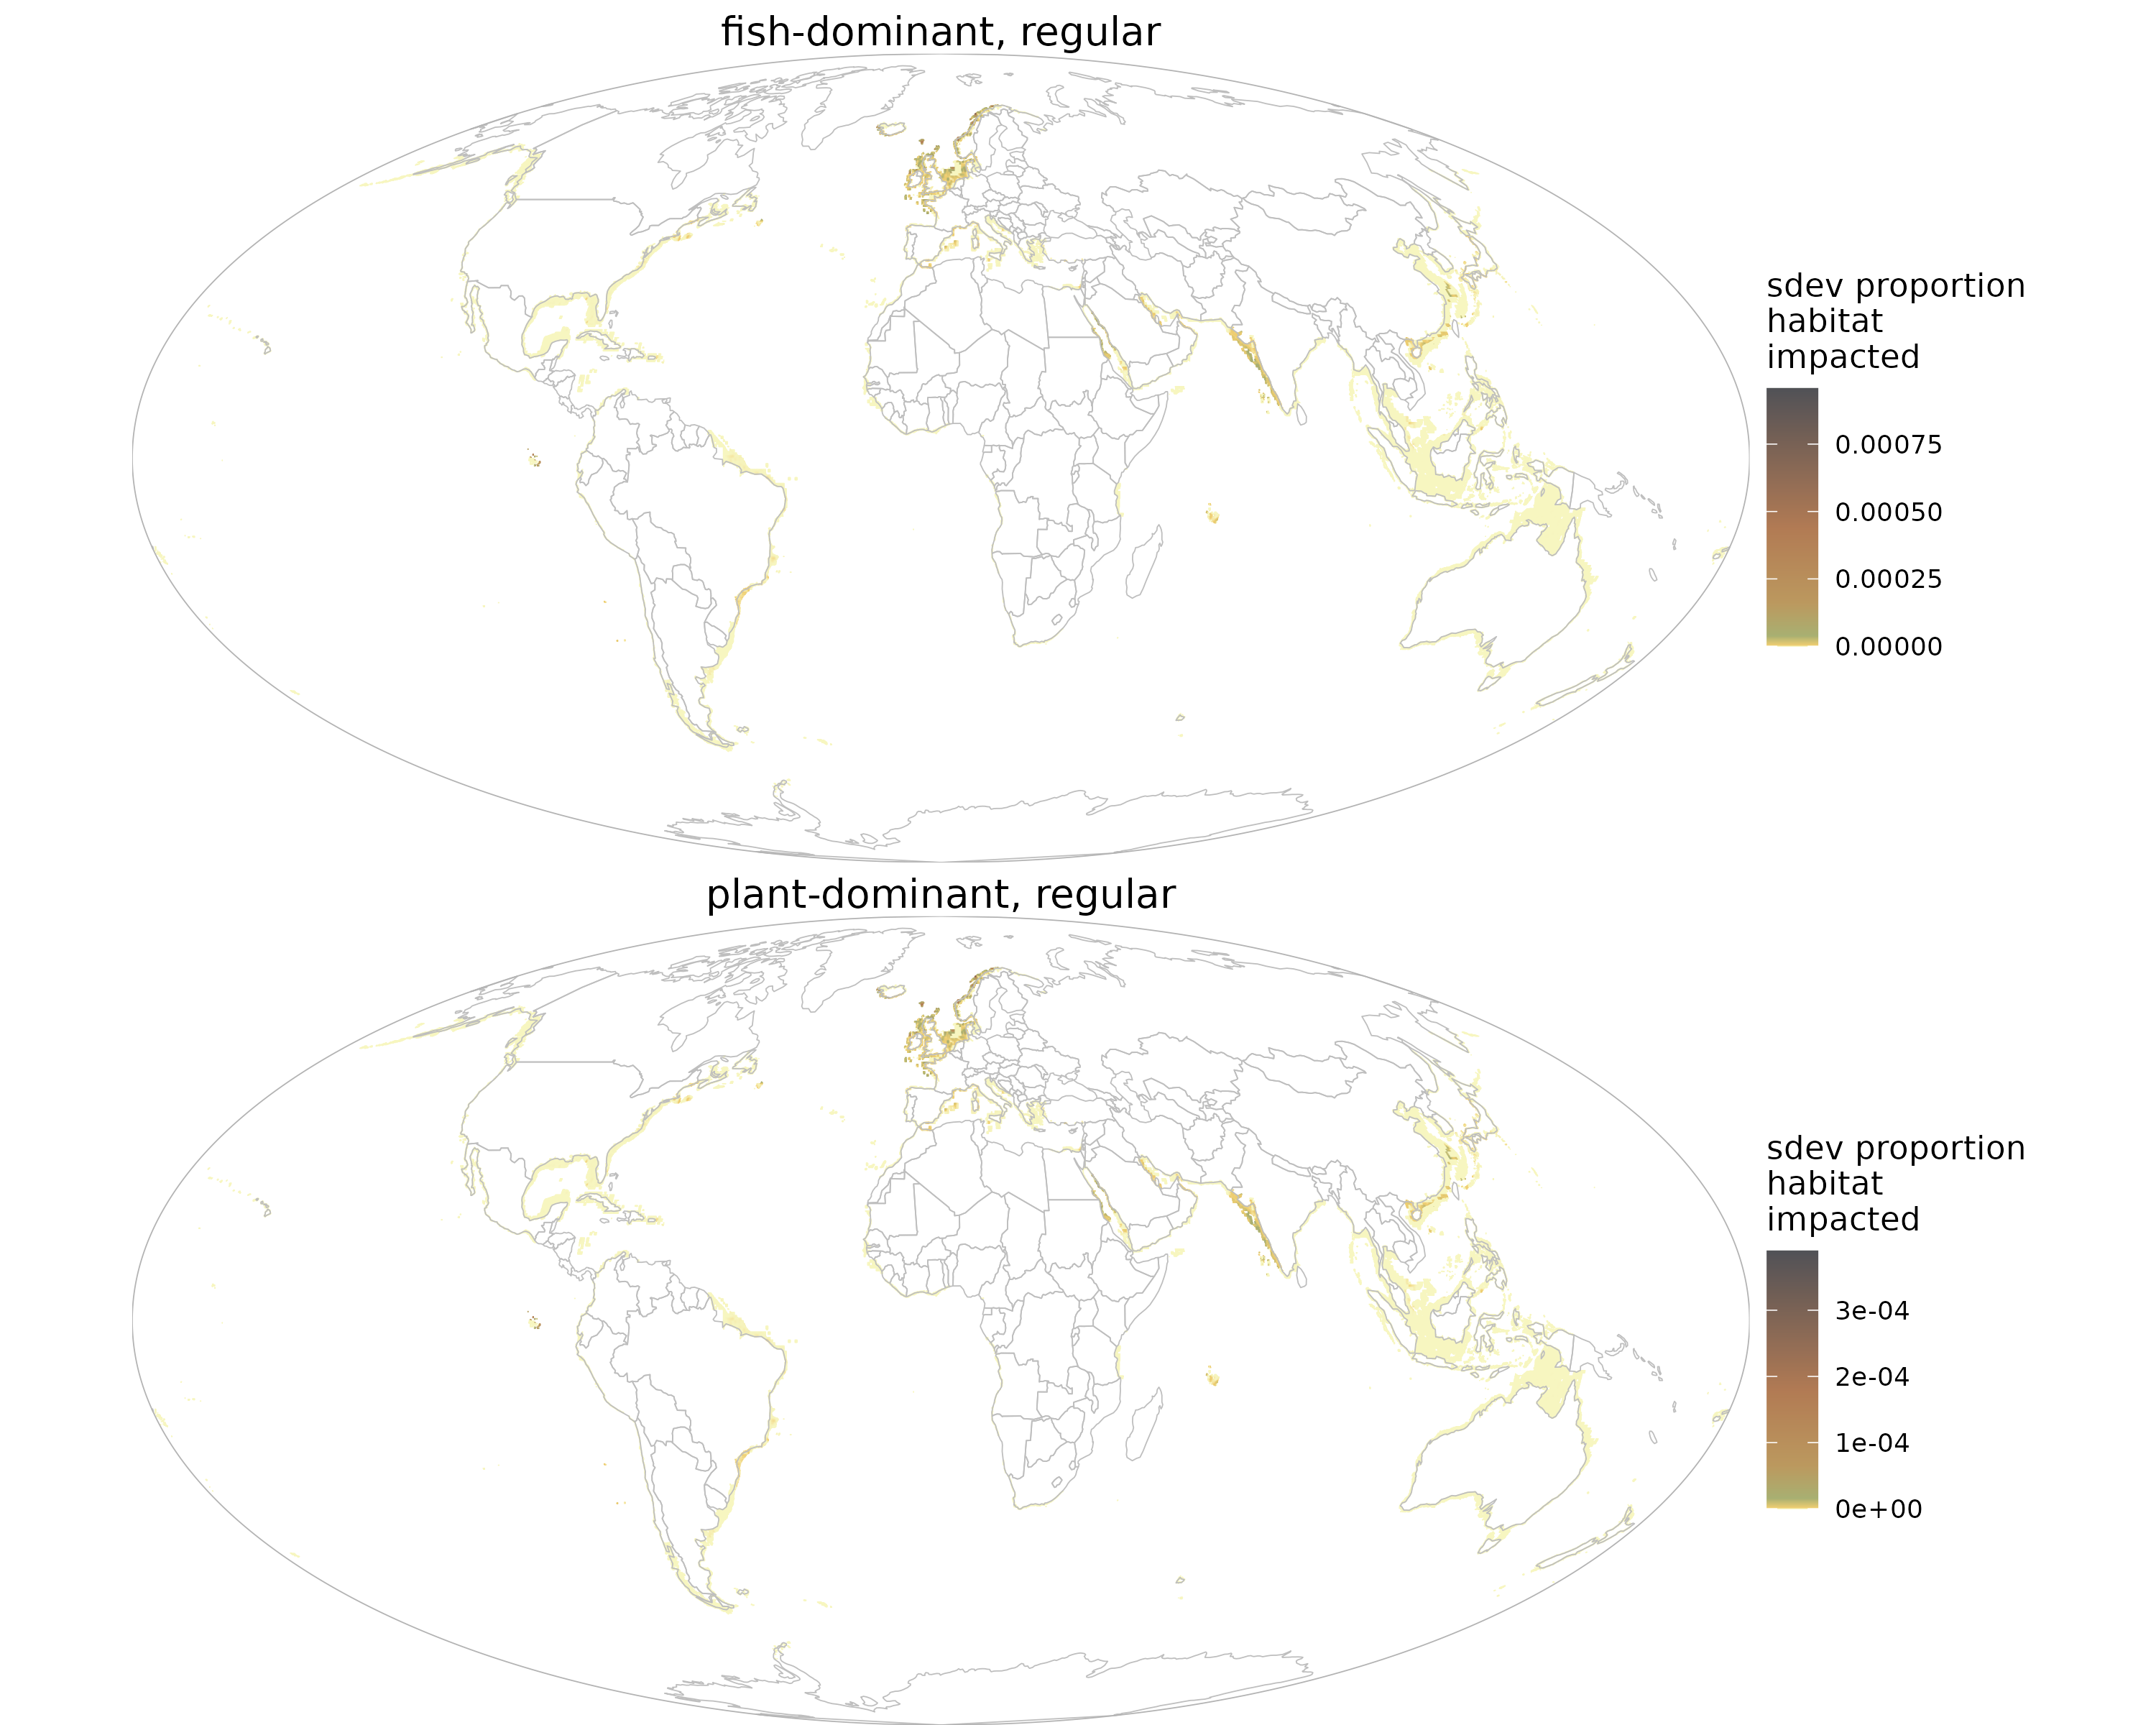 fish-dominant, regular
sdev proportion
habitat
impacted
0.00075
0.00050
0.00025
0.00000
plant-dominant, regular
sdev proportion
habitat
impacted
3e-04
2e-04
1e-04
0e+00